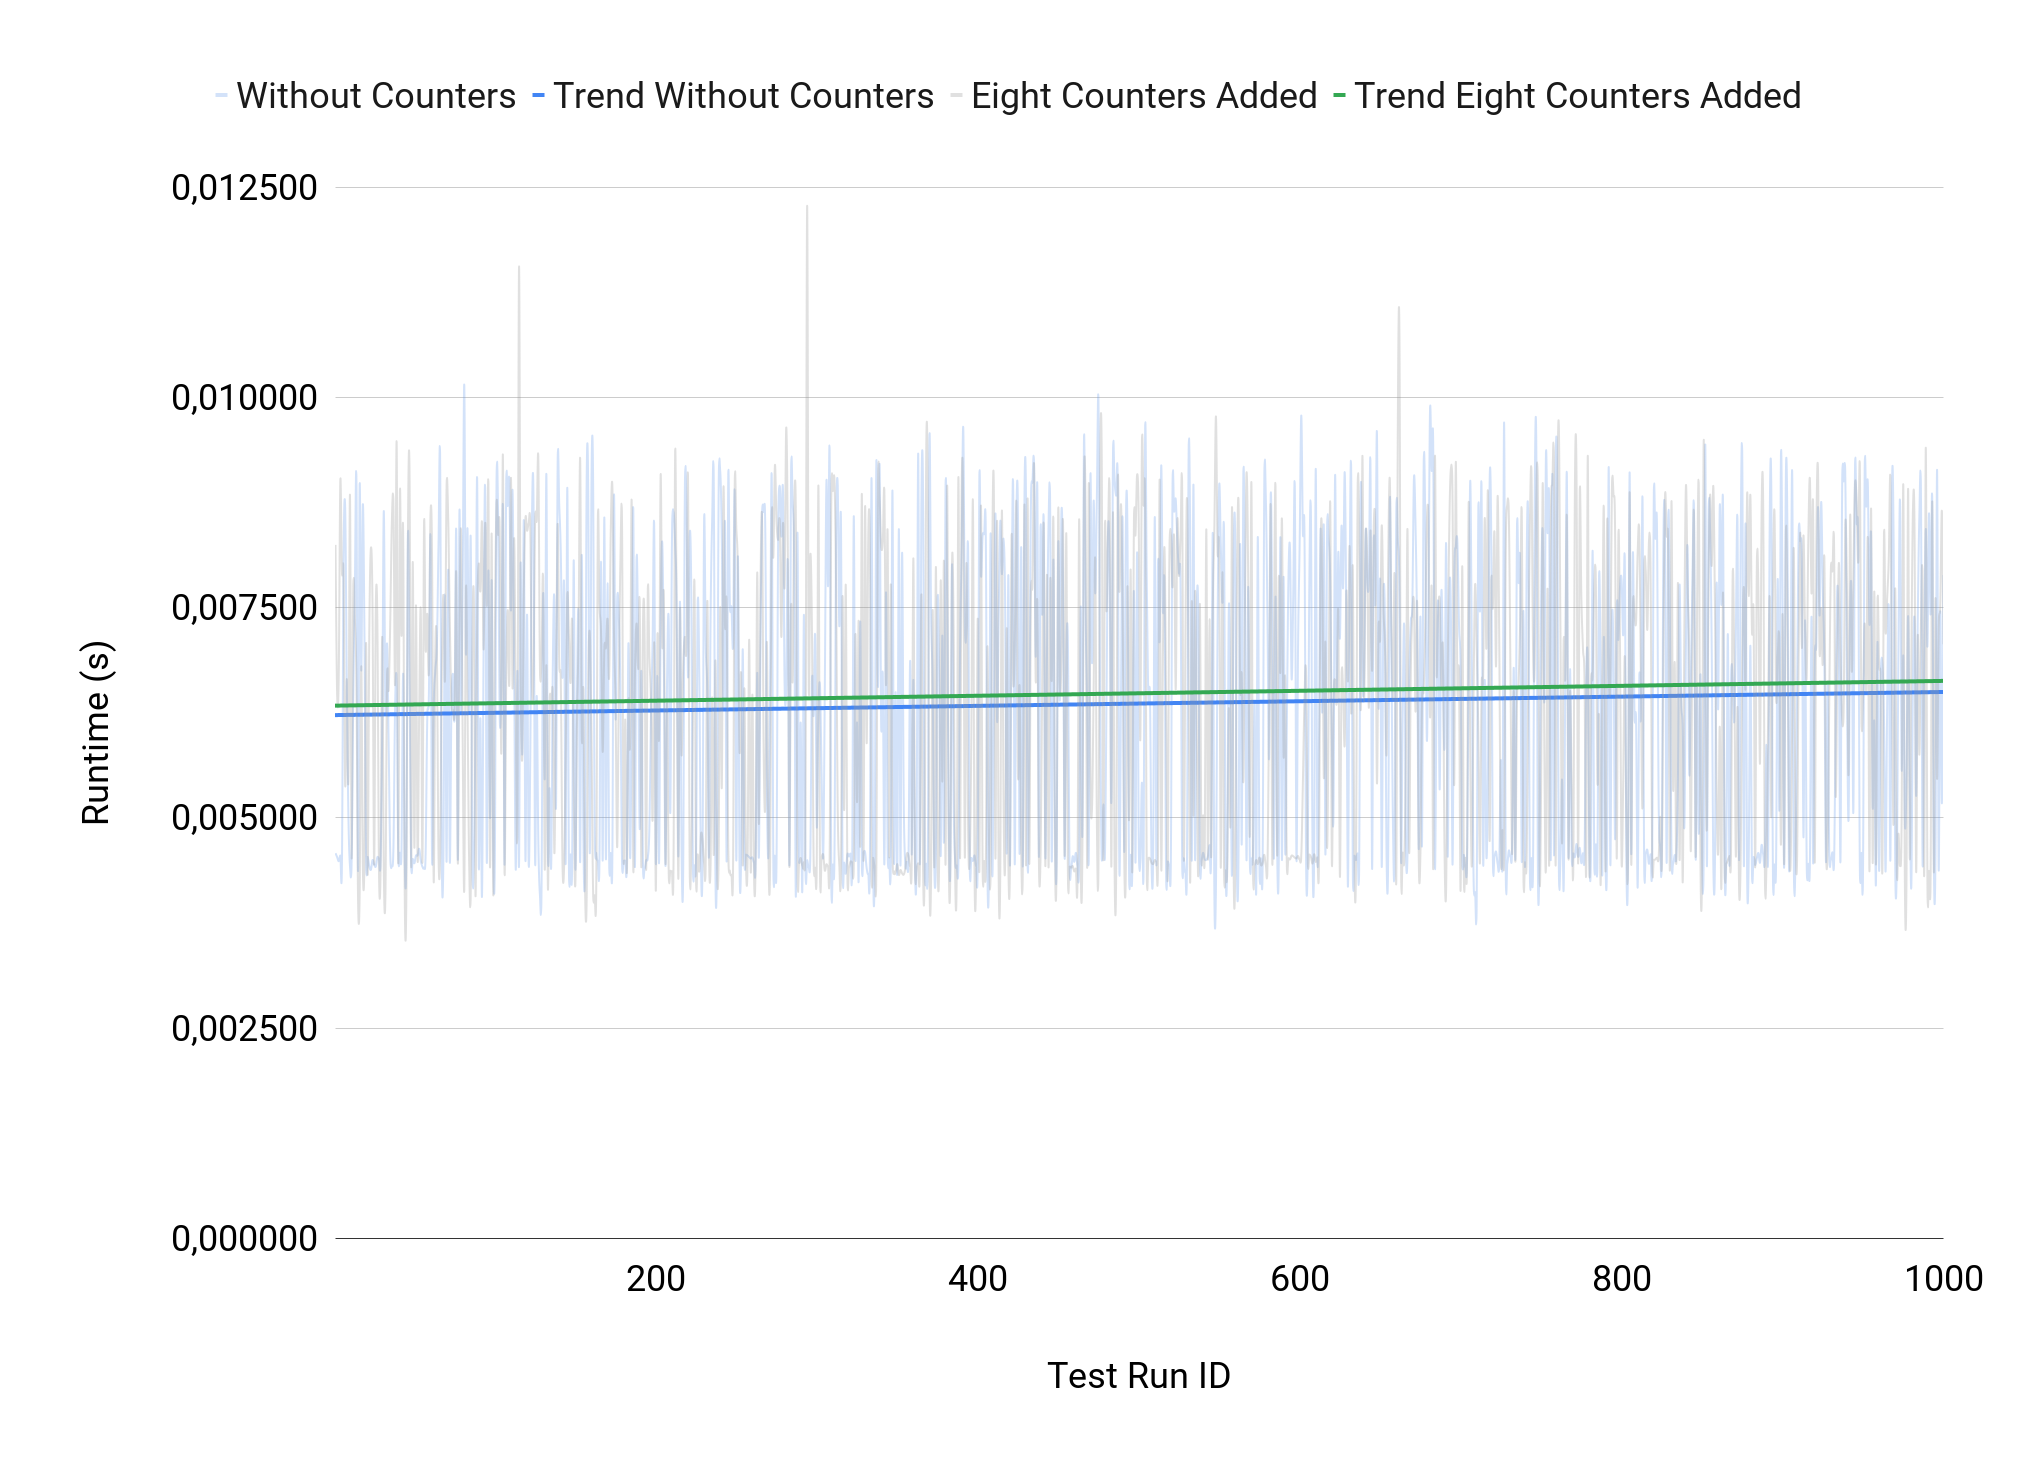 Without Counters Trend Without Counters Eight Counters Added Trend Eight Counters Added
0,012500
0,010000
0,007500
0,005000
0,002500
0,000000
Runtime (s)
200 400 600 800 1000
Test Run ID